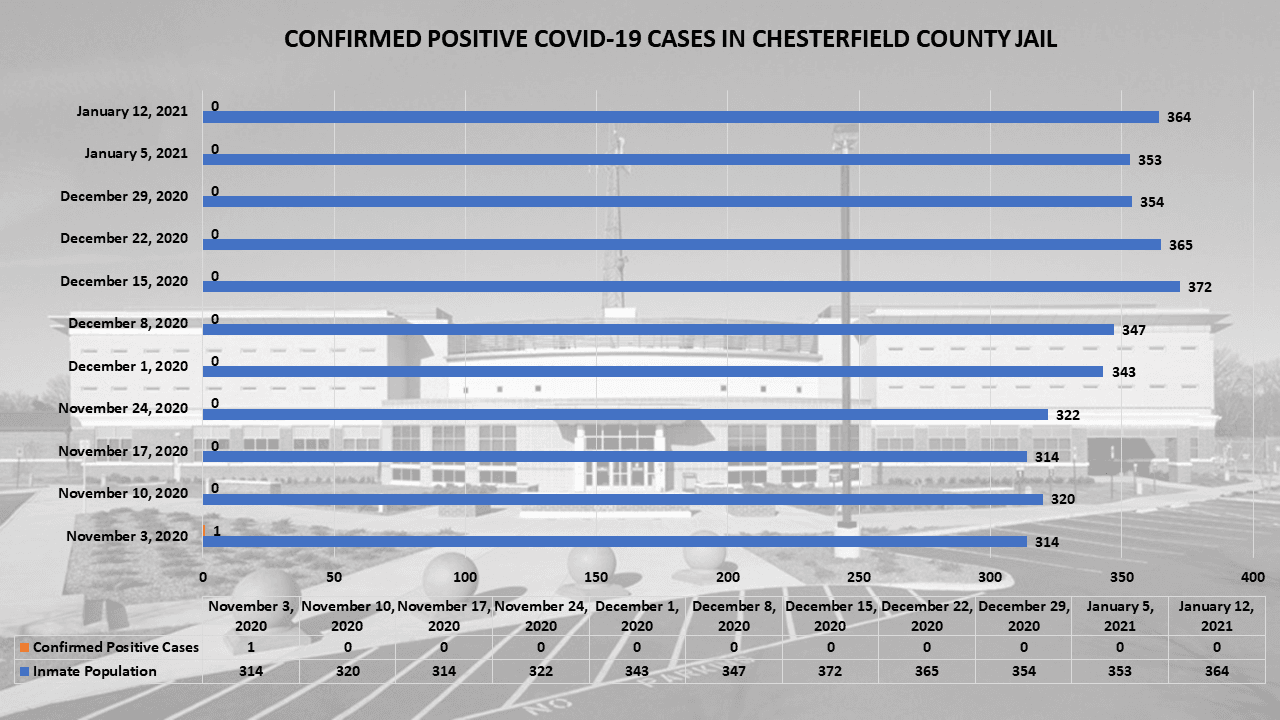 CONFIRMED POSITIVE COVID-19 CASES IN CHESTERFIELD COUNTY JAIL
January 12, 2021 0 364
January 5, 2021 0 353
December 29, 2020 0 354
December 22, 2020 0 365
December 15, 2020 0 372
December 8, 2020 0 347
December 1, 2020 0 343
November 24, 2020 0 322
November 17, 2020 0 314
November 10, 2020 0 320
November 3, 2020 1 314
0 50 100 150 200 250 300 350 400
November 3, November 10, November 17, November 24, December 1, December 8, December 15, December 22, December 29, January 5, January 12,
2020 2020 2020 2020 2020 2020 2020 2020 2020 2021 2021
Confirmed Positive Cases 1 0 0 0 0 0 0 0 0 0 0
Inmate Population 314 320 314 322 343 347 372 365 354 353 364
NO PARKING